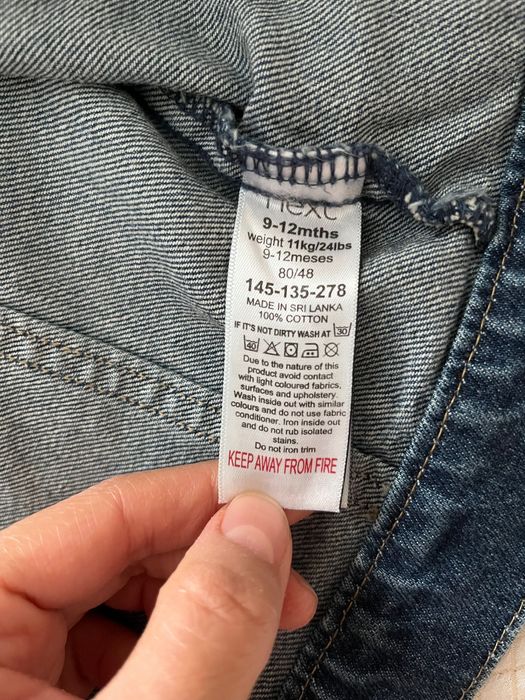 next
9-12mths
weight 11kg/24lbs
9-12meses
80/48
145-135-278
MADE IN SRI LANKA
100% COTTON
IF IT'S NOT DIRTY WASH AT 30
40
Due to the nature of this
product avoid contact
with light coloured fabrics,
surfaces and upholstery.
Wash inside out with similar
colours and do not use fabric
conditioner. Iron inside out
and do not rub isolated
stains.
Do not iron trim
KEEP AWAY FROM FIRE